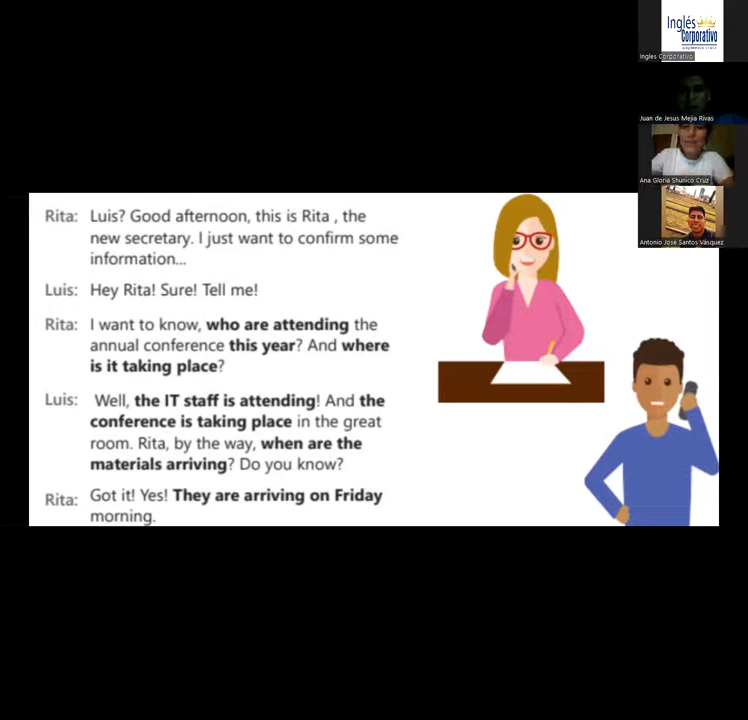 Inglés
Corporativo
Ingles Corporativo
Juan de Jesus Mejia Rivas
Ana Gloria Shunico Cruz
Antonio José Santos Vásquez
Rita: Luis? Good afternoon, this is Rita , the
new secretary. I just want to confirm some
information...
Luis: Hey Rita! Sure! Tell me!
Rita: I want to know, who are attending the
annual conference this year? And where
is it taking place?
Luis: Well, the IT staff is attending! And the
conference is taking place in the great
room. Rita, by the way, when are the
materials arriving? Do you know?
Rita: Got it! Yes! They are arriving on Friday
morning.